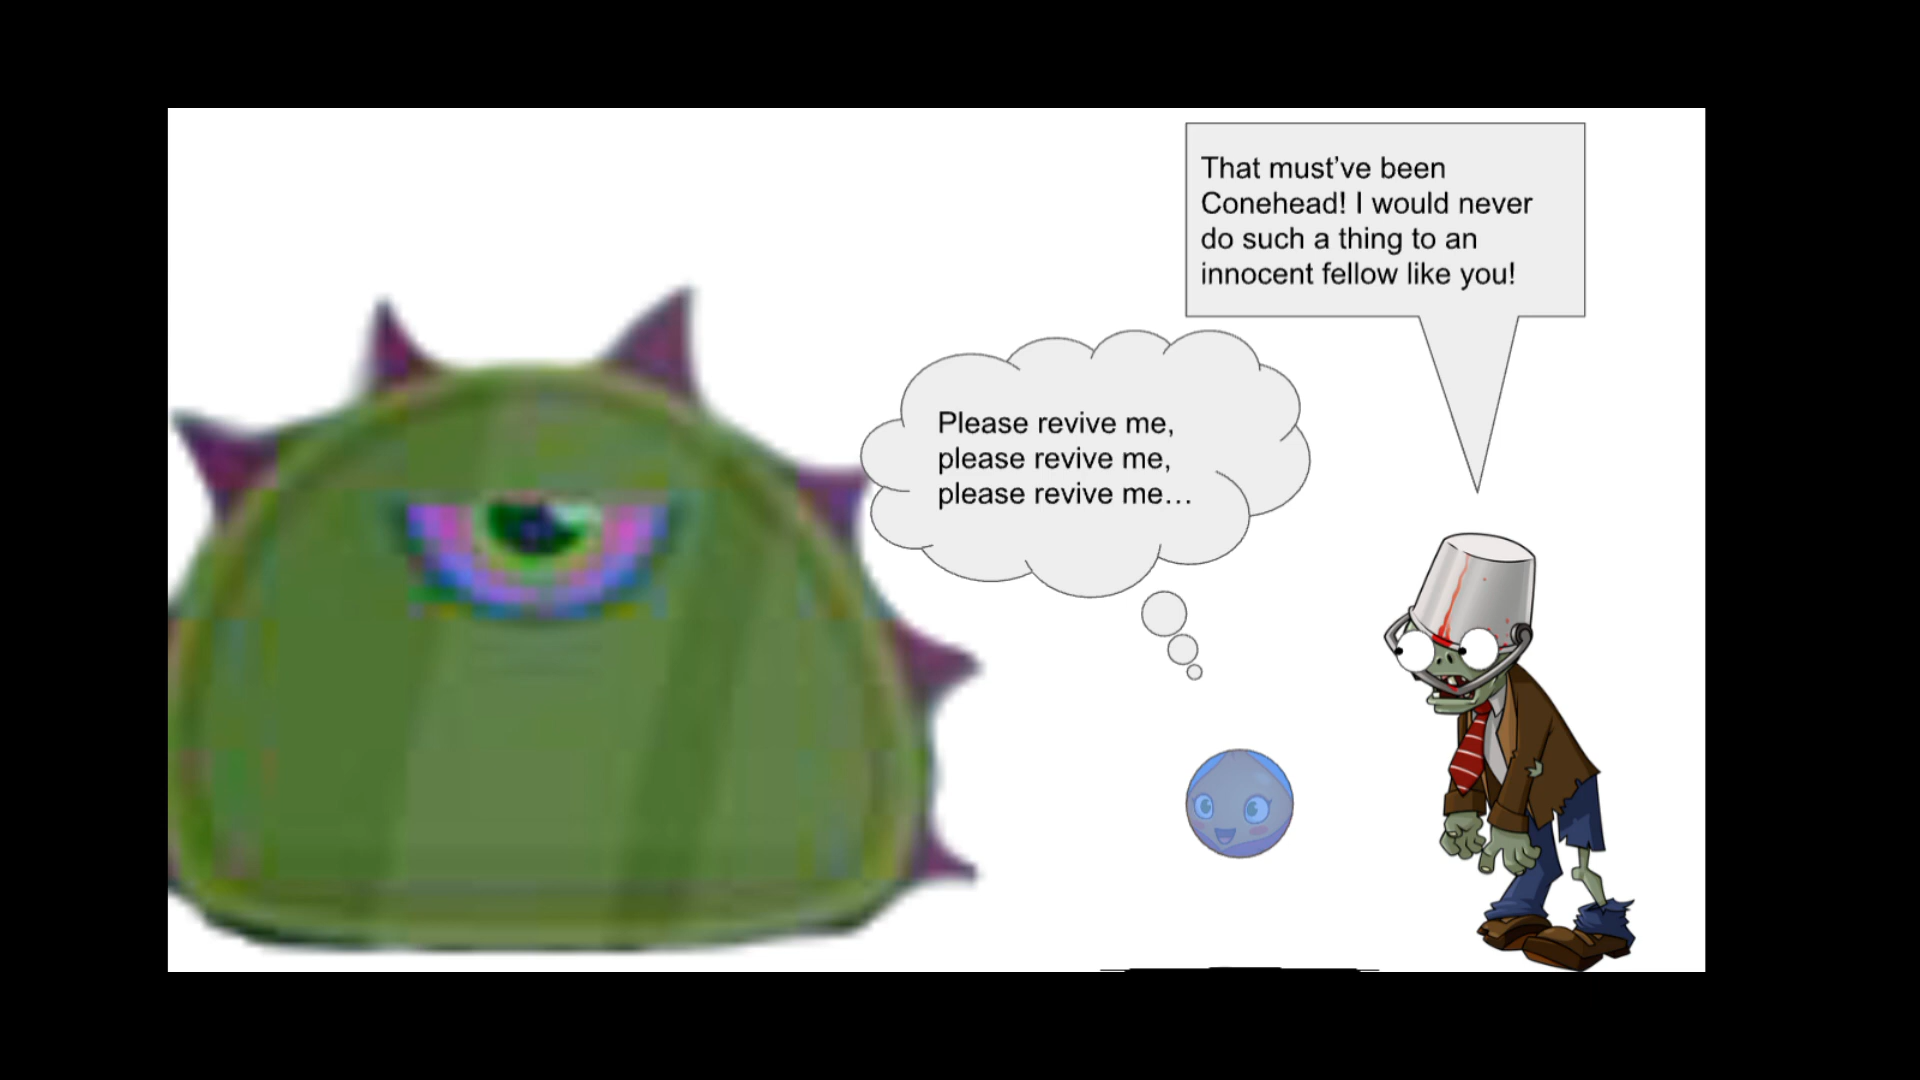 That must’ve been
Conehead! I would never
do such a thing to an
innocent fellow like you!
Please revive me,
please revive me,
please revive me…